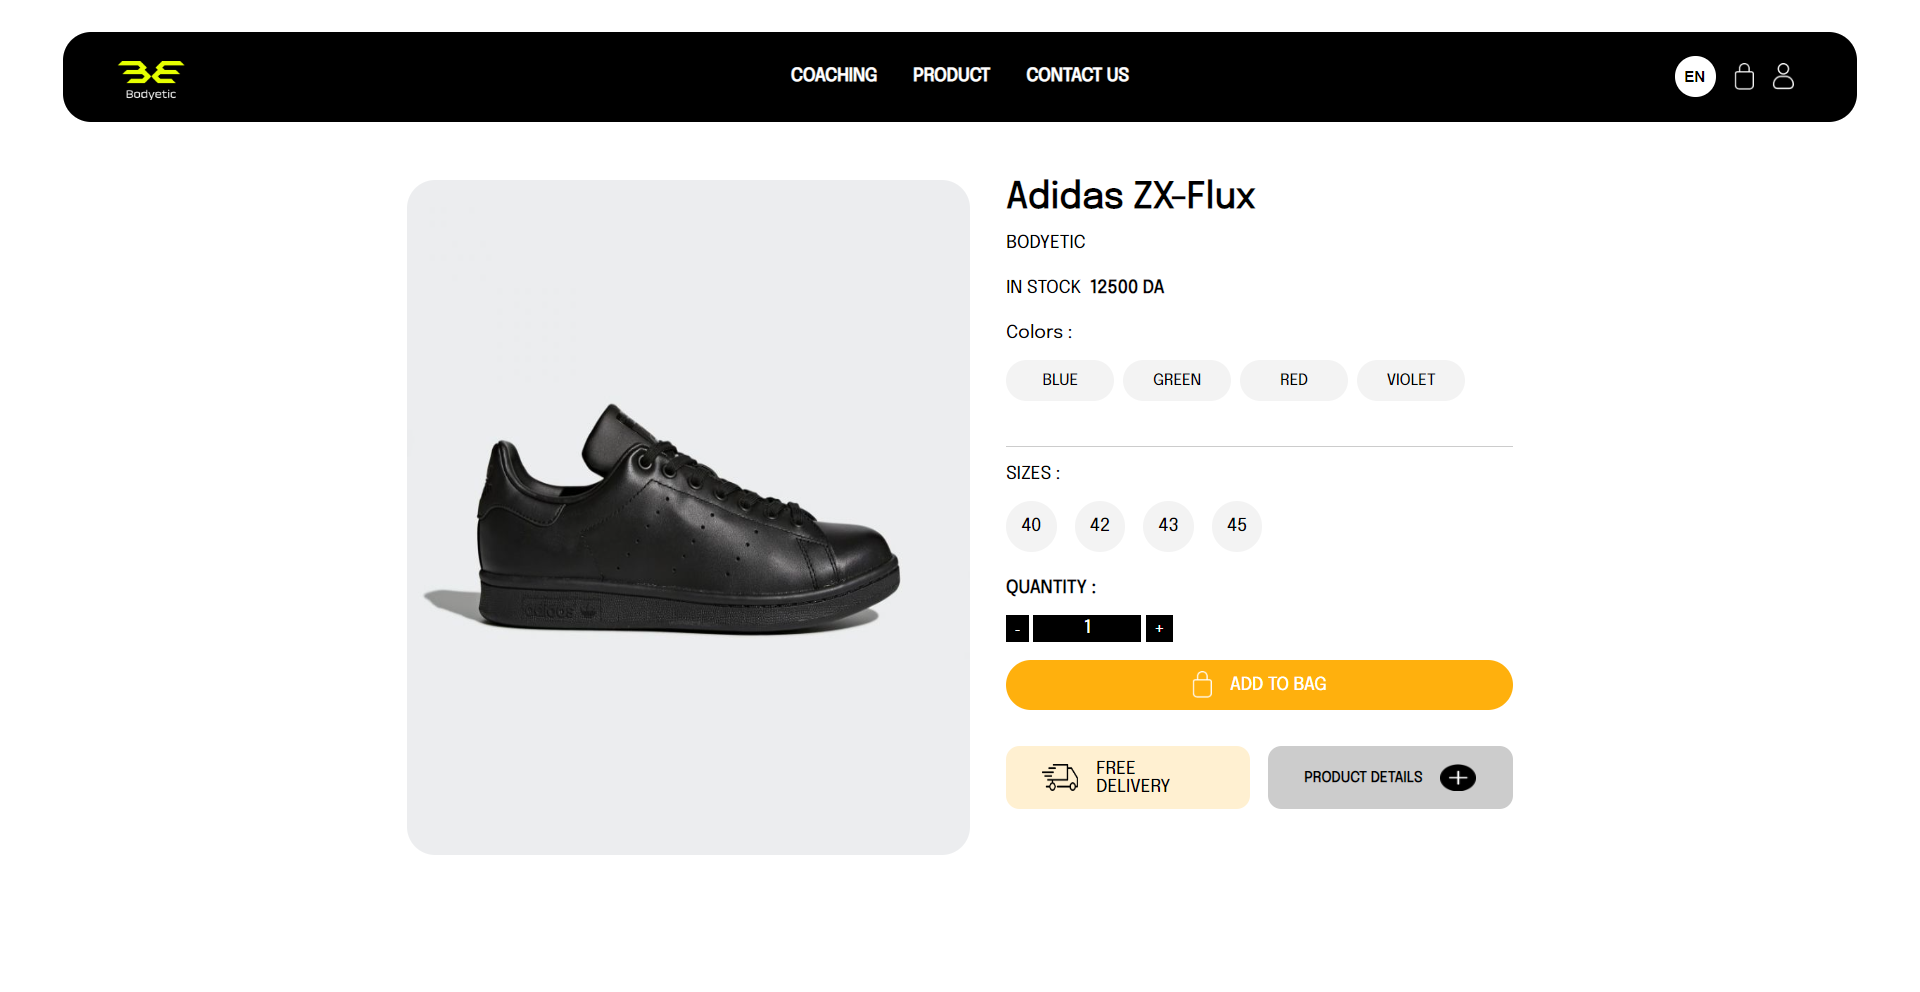 Bodyetic
COACHING PRODUCT CONTACT US
EN
Adidas ZX-Flux
BODYETIC
IN STOCK 12500 DA
Colors :
BLUE GREEN RED VIOLET
SIZES :
40 42 43 45
QUANTITY :
- 1 +
ADD TO BAG
FREE
DELIVERY
PRODUCT DETAILS
adidas